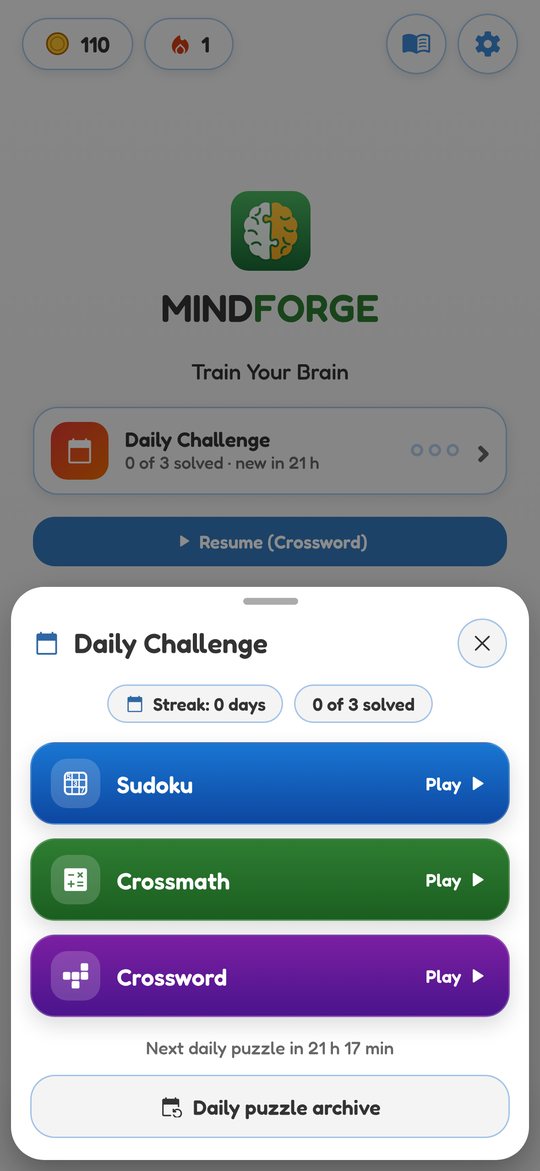 110
1
MINDFORGE
Train Your Brain
Daily Challenge
0 of 3 solved · new in 21 h
Resume (Crossword)
Daily Challenge
Streak: 0 days
0 of 3 solved
Sudoku
Play
Crossmath
Play
Crossword
Play
Next daily puzzle in 21 h 17 min
Daily puzzle archive